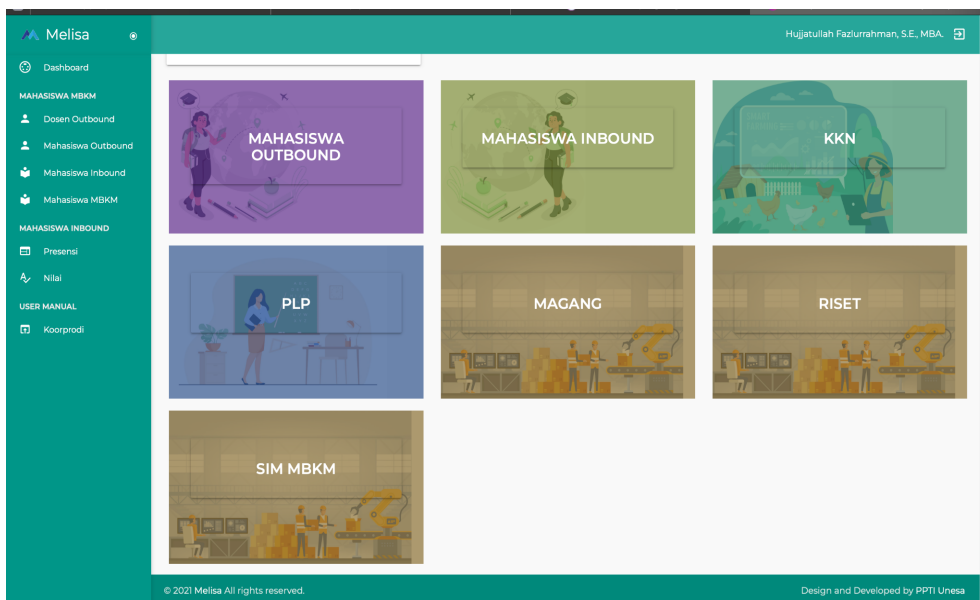 Melisa
Hujjatullah Fazlurrahman, S.E., MBA.
Dashboard
MAHASISWA MBKM
Dosen Outbound
Mahasiswa Outbound
Mahasiswa Inbound
Mahasiswa MBKM
MAHASISWA INBOUND
Presensi
Nilai
USER MANUAL
Koorprodi
MAHASISWA
OUTBOUND
MAHASISWA INBOUND
KKN
PLP
MAGANG
RISET
SIM MBKM
© 2021 Melisa All rights reserved.
Design and Developed by PPTI Unesa